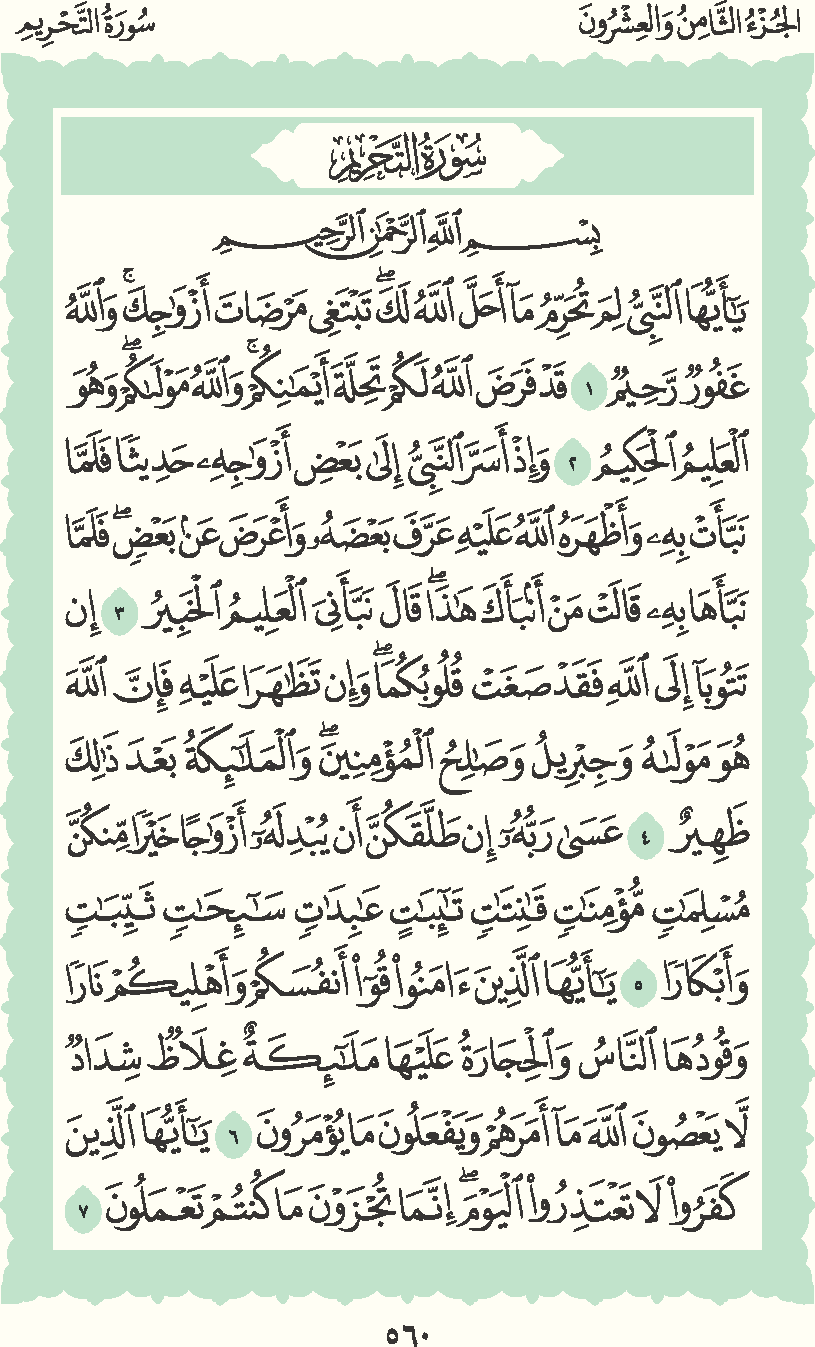 الجُزْءُ الثَّامِنُ وَالعِشْرُونَ
سُورَةُ التَّحْرِيمِ
سُورَةُ التَّحْرِيمِ
بِسْمِ ٱللَّهِ ٱلرَّحْمَٰنِ ٱلرَّحِيمِ
يَٰٓأَيُّهَا ٱلنَّبِيُّ لِمَ تُحَرِّمُ مَآ أَحَلَّ ٱللَّهُ لَكَۖ تَبْتَغِى مَرْضَاتَ أَزْوَٰجِكَۚ وَٱللَّهُ
غَفُورٌ رَّحِيمٌ ١ قَدْ فَرَضَ ٱللَّهُ لَكُمْ تَحِلَّةَ أَيْمَٰنِكُمْۚ وَٱللَّهُ مَوْلَىٰكُمْۖ وَهُوَ
ٱلْعَلِيمُ ٱلْحَكِيمُ ٢ وَإِذْ أَسَرَّ ٱلنَّبِيُّ إِلَىٰ بَعْضِ أَزْوَٰجِهِۦ حَدِيثًا فَلَمَّا
نَبَّأَتْ بِهِۦ وَأَظْهَرَهُ ٱللَّهُ عَلَيْهِ عَرَّفَ بَعْضَهُۥ وَأَعْرَضَ عَنۢ بَعْضٍۖ فَلَمَّا
نَبَّأَهَا بِهِۦ قَالَتْ مَنْ أَنۢبَأَكَ هَٰذَاۖ قَالَ نَبَّأَنِىَ ٱلْعَلِيمُ ٱلْخَبِيرُ ٣ إِن
تَتُوبَآ إِلَى ٱللَّهِ فَقَدْ صَغَتْ قُلُوبُكُمَاۖ وَإِن تَظَٰهَرَا عَلَيْهِ فَإِنَّ ٱللَّهَ
هُوَ مَوْلَىٰهُ وَجِبْرِيلُ وَصَٰلِحُ ٱلْمُؤْمِنِينَۖ وَٱلْمَلَٰٓئِكَةُ بَعْدَ ذَٰلِكَ
ظَهِيرٌ ٤ عَسَىٰ رَبُّهُۥٓ إِن طَلَّقَكُنَّ أَن يُبْدِلَهُۥٓ أَزْوَٰجًا خَيْرًا مِّنكُنَّ
مُسْلِمَٰتٍ مُّؤْمِنَٰتٍ قَٰنِتَٰتٍ تَٰٓئِبَٰتٍ عَٰبِدَٰتٍ سَٰٓئِحَٰتٍ ثَيِّبَٰتٍ
وَأَبْكَارًا ٥ يَٰٓأَيُّهَا ٱلَّذِينَ ءَامَنُوا۟ قُوٓا۟ أَنفُسَكُمْ وَأَهْلِيكُمْ نَارًا
وَقُودُهَا ٱلنَّاسُ وَٱلْحِجَارَةُ عَلَيْهَا مَلَٰٓئِكَةٌ غِلَاظٌ شِدَادٌ
لَّا يَعْصُونَ ٱللَّهَ مَآ أَمَرَهُمْ وَيَفْعَلُونَ مَا يُؤْمَرُونَ ٦ يَٰٓأَيُّهَا ٱلَّذِينَ
كَفَرُوا۟ لَا تَعْتَذِرُوا۟ ٱلْيَوْمَۖ إِنَّمَا تُجْزَوْنَ مَا كُنتُمْ تَعْمَلُونَ ٧
٥٦٠